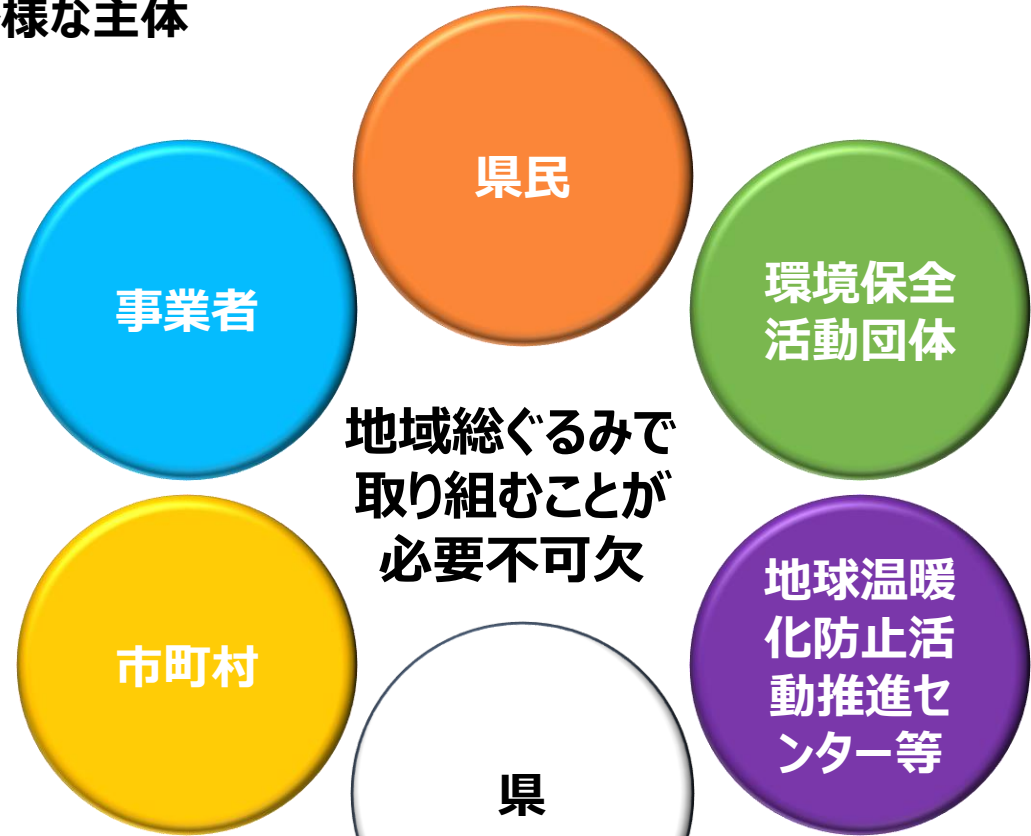 様な主体
県民
事業者
環境保全
活動団体
地域総ぐるみで
取り組むことが
必要不可欠
市町村
地球温暖
化防止活
動推進セ
ンター等
県